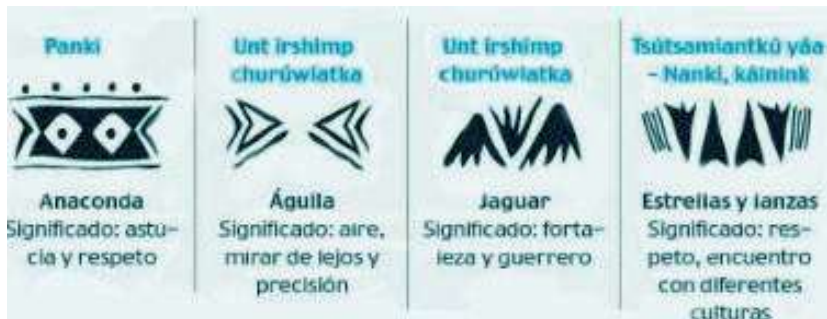 Panki
Anaconda
Significado: astu-
cia y respeto
Unt irshimp
churúwiatka
Águila
Significado: aire,
mirar de lejos y
precisión
Unt irshimp
churúwiatka
Jaguar
Significado: forta-
leza y guerrero
Tsútsamiantkú yáa
- Nanki, káinink
Estrellas y lanzas
Significado: res-
peto, encuentro
con diferentes
culturas